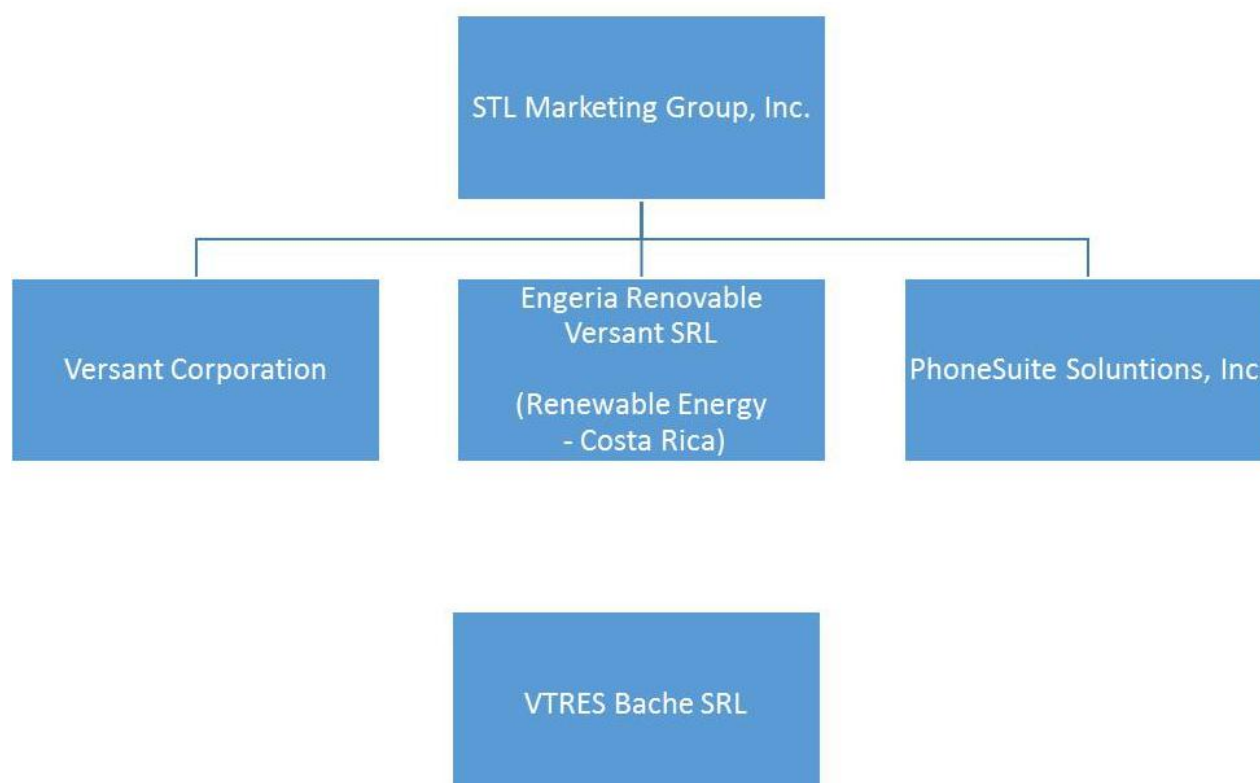 STL Marketing Group, Inc.
Versant Corporation
Engeria Renovable
Versant SRL
(Renewable Energy
- Costa Rica)
PhoneSuite Soluntions, Inc
VTRES Bache SRL